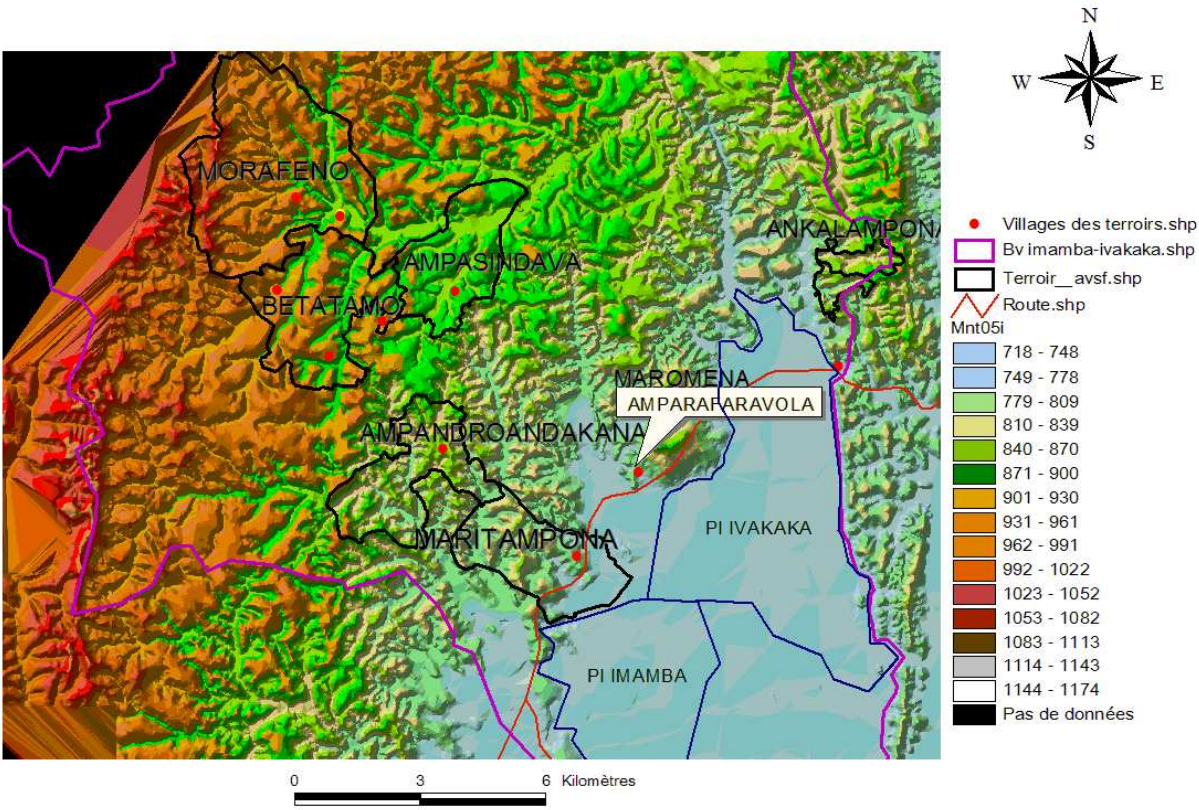 N
W E
S
MORAFENO
AMPASINDAVA
BETATAMO
ANKALAMPONA
MAROMENA
AMPARAFARAVOLA
AMPANDROANDAKANA
MARITAMPONA
PI IVAKAKA
PI IMAMBA
Villages des terroirs.shp
Bv imamba-ivakaka.shp
Terroir__avsf.shp
Route.shp
Mnt05i
718 - 748
749 - 778
779 - 809
810 - 839
840 - 870
871 - 900
901 - 930
931 - 961
962 - 991
992 - 1022
1023 - 1052
1053 - 1082
1083 - 1113
1114 - 1143
1144 - 1174
Pas de données
0 3 6 Kilomètres